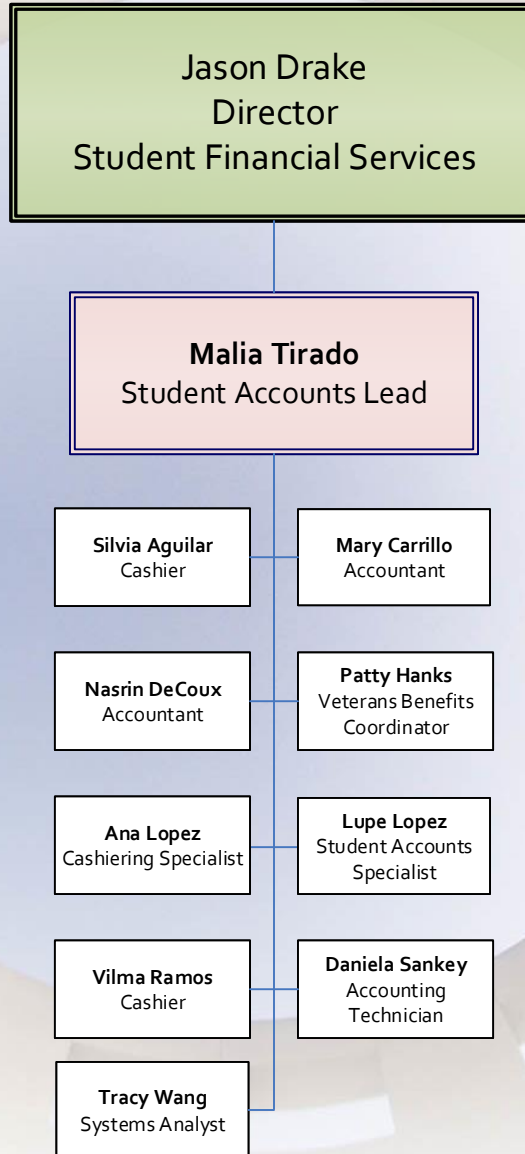 Jason Drake
Director
Student Financial Services
Malia Tirado
Student Accounts Lead
Silvia Aguilar
Cashier
Mary Carrillo
Accountant
Nasrin DeCoux
Accountant
Patty Hanks
Veterans Benefits
Coordinator
Ana Lopez
Cashiering Specialist
Lupe Lopez
Student Accounts
Specialist
Vilma Ramos
Cashier
Daniela Sankey
Accounting
Technician
Tracy Wang
Systems Analyst